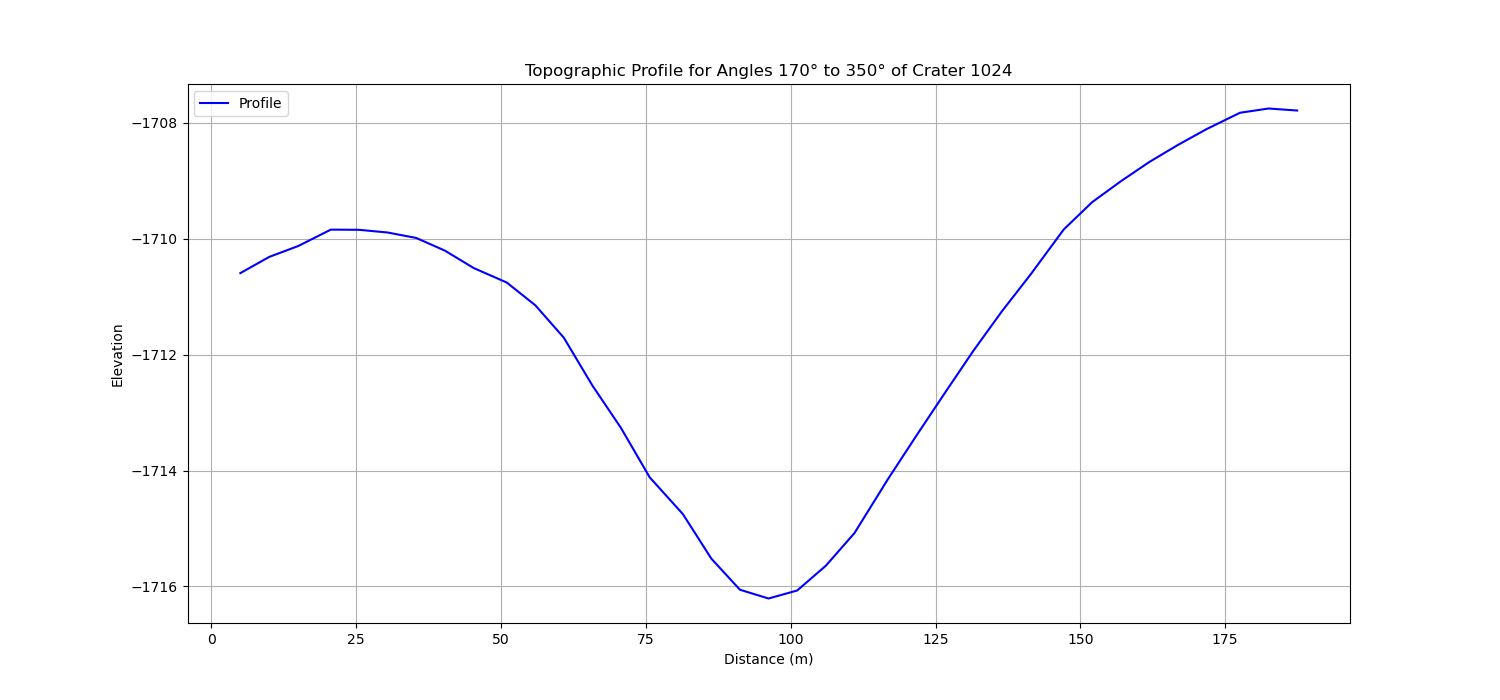 Topographic Profile for Angles 170° to 350° of Crater 1024
Profile
−1708
−1710
−1712
−1714
−1716
Elevation
0 25 50 75 100 125 150 175
Distance (m)